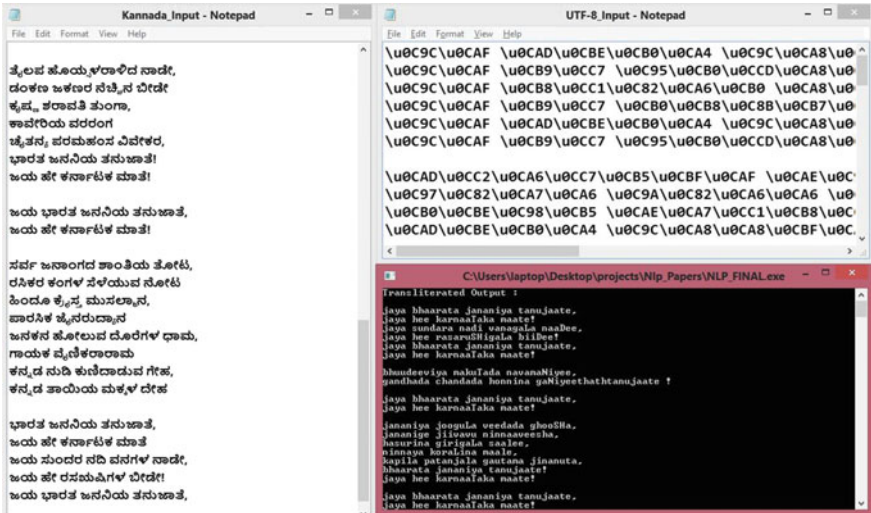 Kannada_Input - Notepad
File Edit Format View Help
ತೈಲಪ ಹೊಯ್ಸಳರಾಳಿದ ನಾಡೇ,
ಡಂಕಣ ಜಕಣರ ನೆಚ್ಚಿನ ಬೀಡೇ
ಕೃಷ್ಣ ಶರಾವತಿ ತುಂಗಾ,
ಕಾವೇರಿಯ ವರರಂಗ
ಚೈತನ್ಯ ಪರಮಹಂಸ ವಿವೇಕರ,
ಭಾರತ ಜನನಿಯ ತನುಜಾತೆ!
ಜಯ ಹೇ ಕರ್ನಾಟಕ ಮಾತೆ!
ಜಯ ಭಾರತ ಜನನಿಯ ತನುಜಾತೆ,
ಜಯ ಹೇ ಕರ್ನಾಟಕ ಮಾತೆ!
ಸರ್ವ ಜನಾಂಗದ ಶಾಂತಿಯ ತೋಟ,
ರಸಿಕರ ಕಂಗಳ ಸೆಳೆಯುವ ನೋಟ
ಹಿಂದೂ ಕ್ರೈಸ್ತ ಮುಸಲ್ಮಾನ,
ಪಾರಸಿಕ ಜೈನರುದ್ಯಾನ
ಜನಕನ ಹೋಲುವ ದೊರೆಗಳ ಧಾಮ,
ಗಾಯಕ ವೈಣಿಕರಾರಾಮ
ಕನ್ನಡ ನುಡಿ ಕುಣಿದಾಡುವ ಗೇಹ,
ಕನ್ನಡ ತಾಯಿಯ ಮಕ್ಕಳ ದೇಹ
ಭಾರತ ಜನನಿಯ ತನುಜಾತೆ,
ಜಯ ಹೇ ಕರ್ನಾಟಕ ಮಾತೆ
ಜಯ ಸುಂದರ ನದಿ ವನಗಳ ನಾಡೇ,
ಜಯ ಹೇ ರಸಋಷಿಗಳ ಬೀಡೇ!
ಜಯ ಭಾರತ ಜನನಿಯ ತನುಜಾತೆ,
UTF-8_Input - Notepad
File Edit Format View Help
\u0C9C\u0CAF \u0CAD\u0CBE\u0CB0\u0CA4 \u0C9C\u0CA8\u0
\u0C9C\u0CAF \u0CB9\u0CC7 \u0C95\u0CB0\u0CCD\u0CA8\u0
\u0C9C\u0CAF \u0CB8\u0CC1\u0C82\u0CA6\u0CB0 \u0CA8\u0
\u0C9C\u0CAF \u0CB9\u0CC7 \u0CB0\u0CB8\u0C8B\u0CB7\u0
\u0C9C\u0CAF \u0CAD\u0CBE\u0CB0\u0CA4 \u0C9C\u0CA8\u0
\u0C9C\u0CAF \u0CB9\u0CC7 \u0C95\u0CB0\u0CCD\u0CA8\u0
\u0CAD\u0CC2\u0CA6\u0CC7\u0CB5\u0CBF\u0CAF \u0CAE\u0C
\u0C97\u0C82\u0CA7\u0CA6 \u0C9A\u0C82\u0CA6\u0CA6 \u0
\u0CB0\u0CBE\u0C98\u0CB5 \u0CAE\u0CA7\u0CC1\u0CB8\u0C
\u0CAD\u0CBE\u0CB0\u0CA4 \u0C9C\u0CA8\u0CA8\u0CBF\u0C
C:\Users\laptop\Desktop\projects\Nlp_Papers\NLP_FINAL.exe
Transliterated Output :
jaya bhaarata jananiya tanujaate,
jaya hee karnaaTaka maate!
jaya sundara nadi vanagaLa naaDee,
jaya hee rasaruSHigaLa biiDee!
jaya bhaarata jananiya tanujaate,
jaya hee karnaaTaka maate!
bhuudeeviya makuTada navamaNiyee,
gandhada chandada honnina gaNiyeethathtanujaate !
jaya bhaarata jananiya tanujaate,
jaya hee karnaaTaka maate!
jananiya jooguLa veedada ghooSHa,
jananige jiivavu ninnaaveesha,
hasurina girigaLa saalee,
ninnaya koraLina maale,
kapila patanjala gautama jinanuta,
bhaarata jananiya tanujaate!
jaya hee karnaaTaka maate!
jaya bhaarata jananiya tanujaate,
jaya hee karnaaTaka maate!